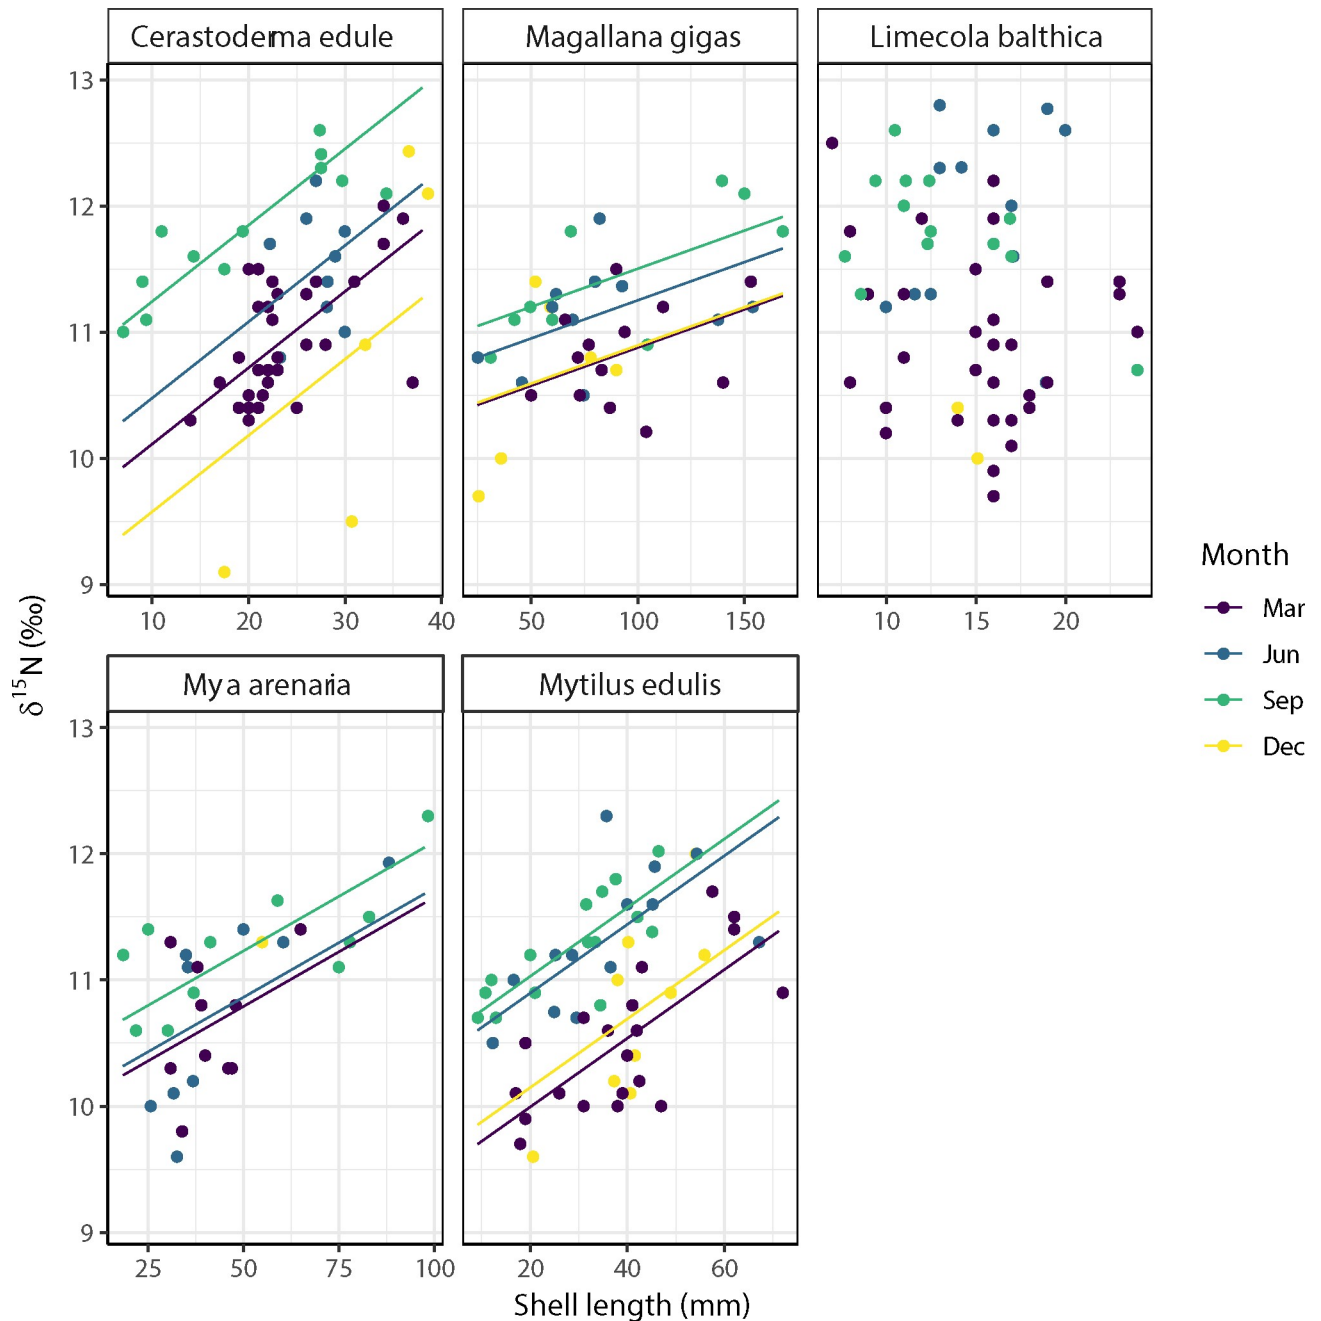 Cerastoderma edule
Magallana gigas
Limecola balthica
13
12
11
10
9
10 20 30 40
50 100 150
10 15 20
Mya arenaria
Mytilus edulis
13
12
11
10
9
25 50 75 100
20 40 60
Shell length (mm)
δ¹⁵N (‰)
Month
Mar
Jun
Sep
Dec